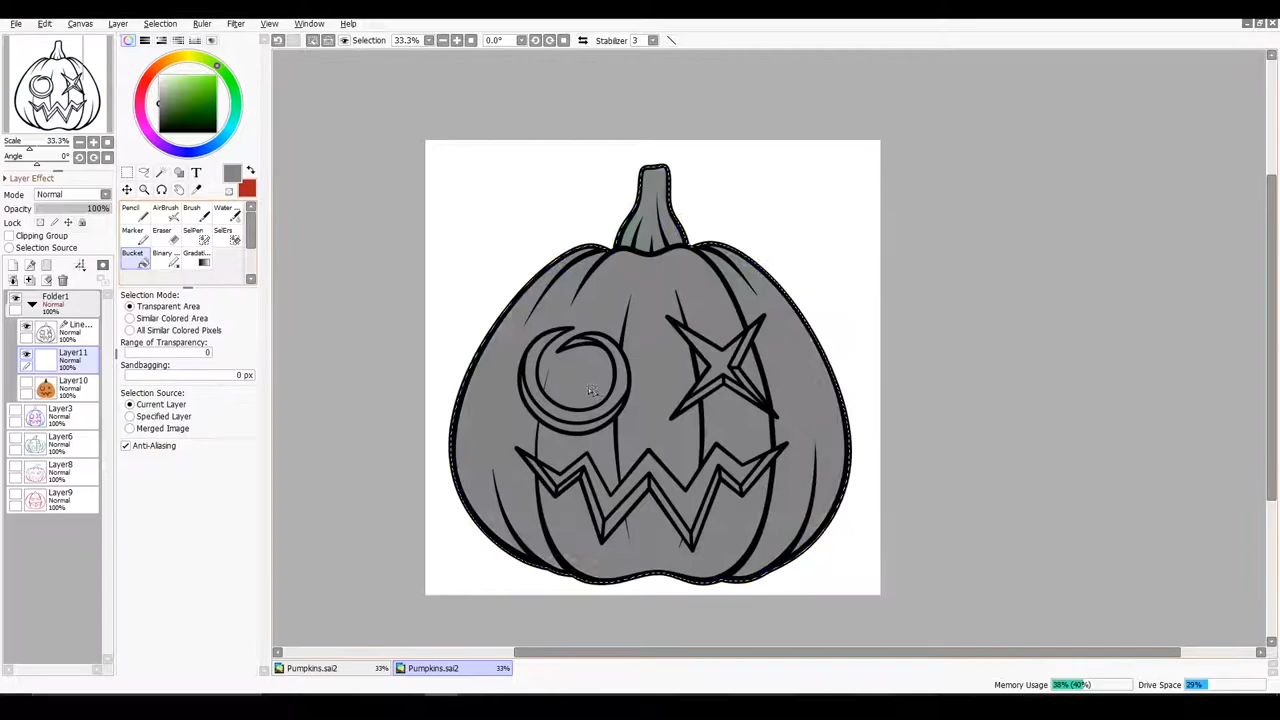 File Edit Canvas Layer Selection Ruler Filter View Window Help
Selection 33.3% 0.0° Stabilizer 3
Scale 33.3%
Angle 0°
Layer Effect
Mode Normal
Opacity 100%
Lock
Clipping Group
Selection Source
Folder1
Normal
100%
Line...
Normal
100%
Layer11
Normal
100%
Layer10
Normal
100%
Layer3
Normal
100%
Layer6
Normal
100%
Layer8
Normal
100%
Layer9
Normal
100%
T
Pencil AirBrush Brush Water ...
Marker Eraser SelPen SelErs
Bucket Binary ... Gradati...
Selection Mode:
Transparent Area
Similar Colored Area
All Similar Colored Pixels
Range of Transparency:
0
Sandbagging:
0 px
Selection Source:
Current Layer
Specified Layer
Merged Image
Anti-Aliasing
Pumpkins.sai2 33% Pumpkins.sai2 33%
Memory Usage 38% (40%) Drive Space 29%